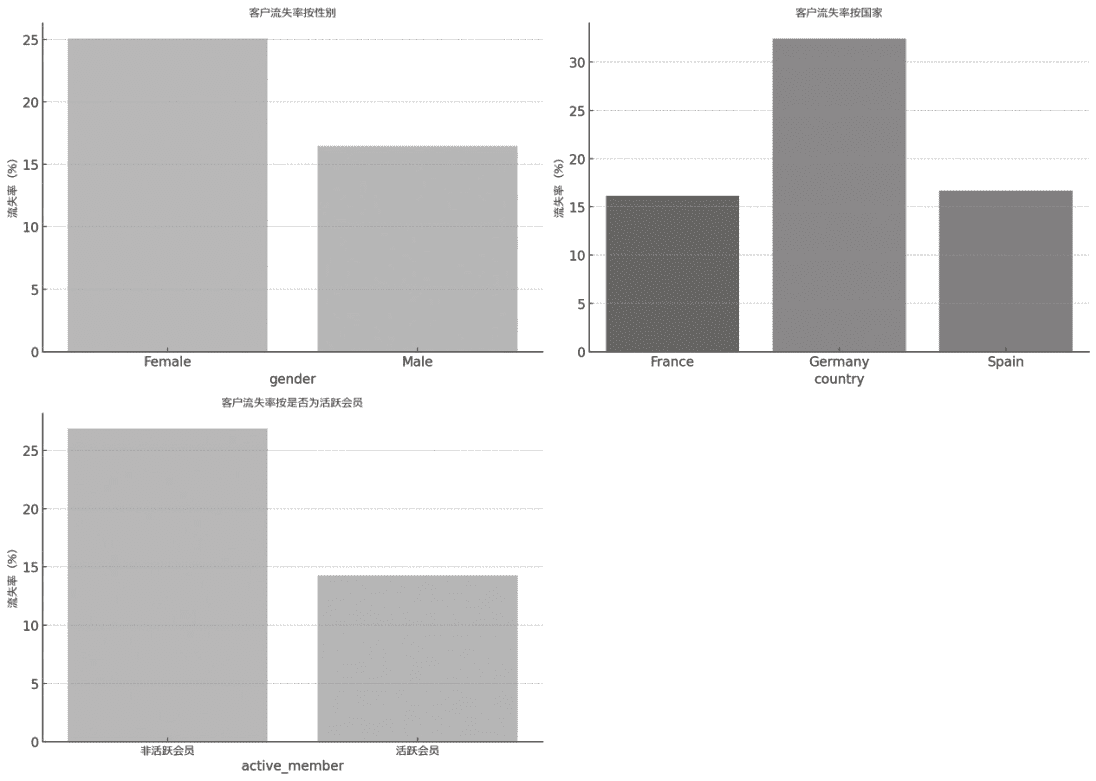 客户流失率按性别
流失率 (%)
25
20
15
10
5
0
Female Male
gender
客户流失率按国家
流失率 (%)
30
25
20
15
10
5
0
France Germany Spain
country
客户流失率按是否为活跃会员
流失率 (%)
25
20
15
10
5
0
非活跃会员 活跃会员
active_member